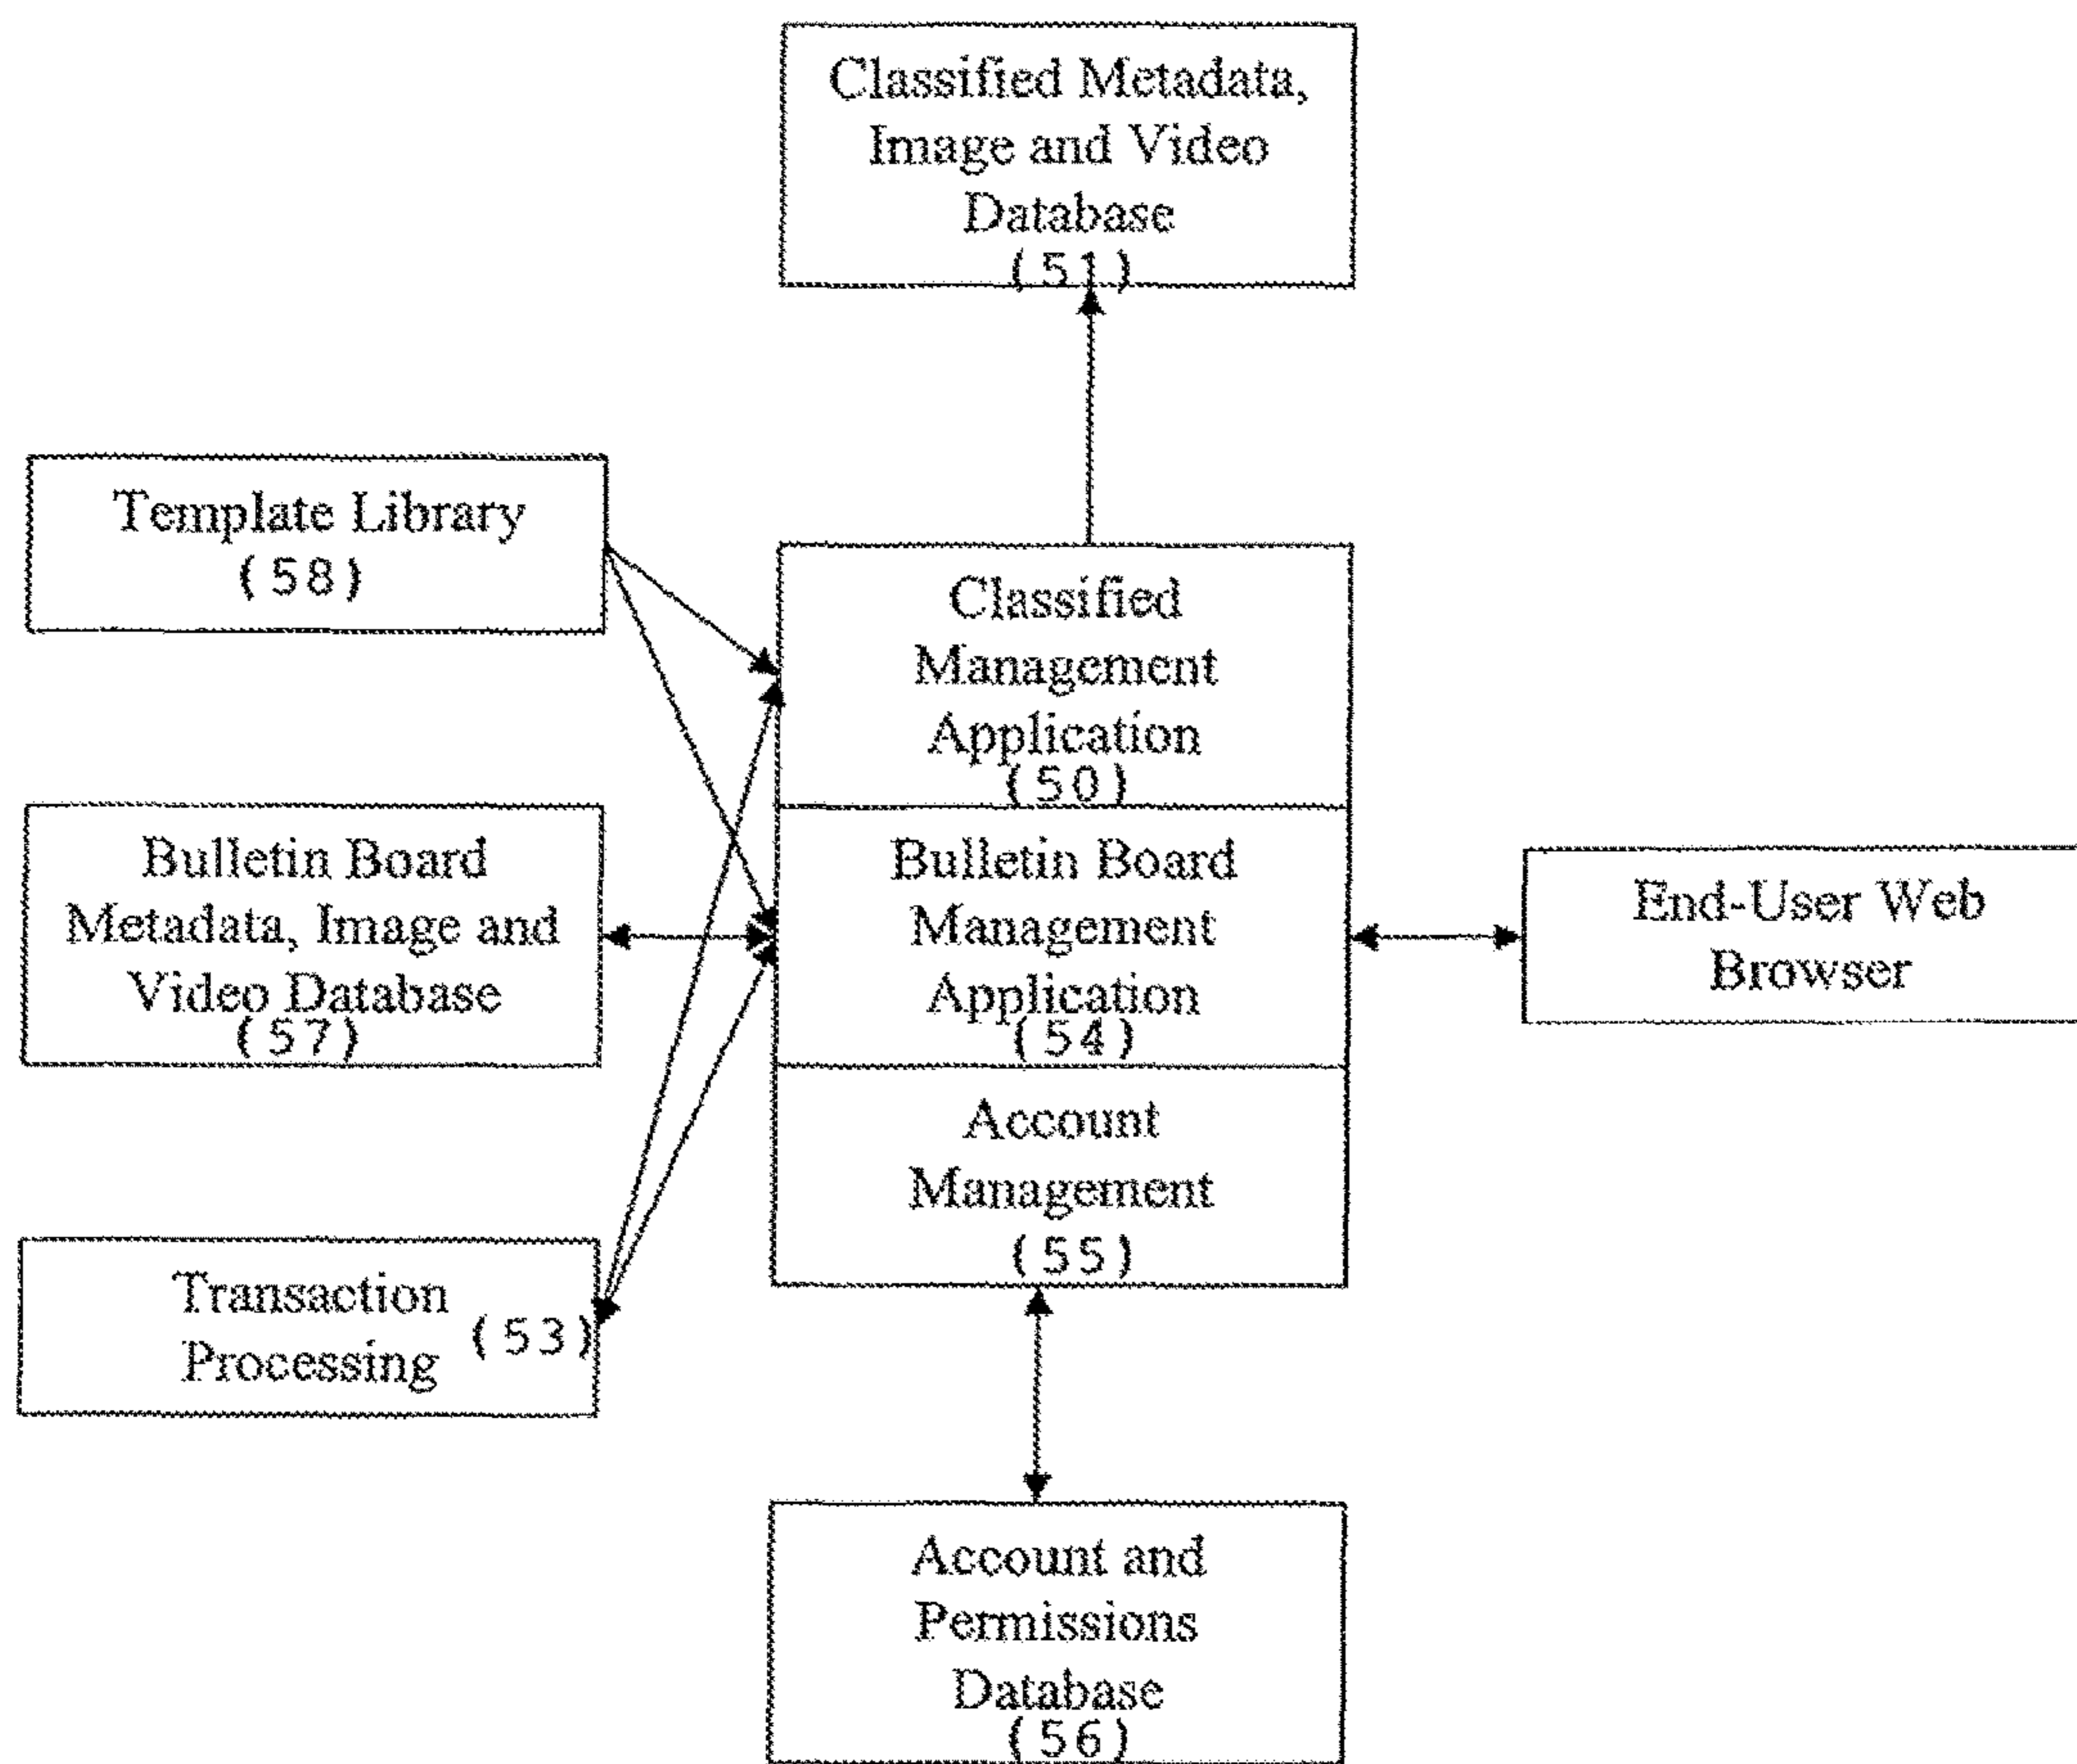 Classified Metadata,
Image and Video
Database
(51)
Template Library
(58)
Classified
Management
Application
(50)
Bulletin Board
Metadata, Image and
Video Database
(57)
Bulletin Board
Management
Application
(54)
End-User Web
Browser
Account
Management
(55)
Transaction
Processing (53)
Account and
Permissions
Database
(56)